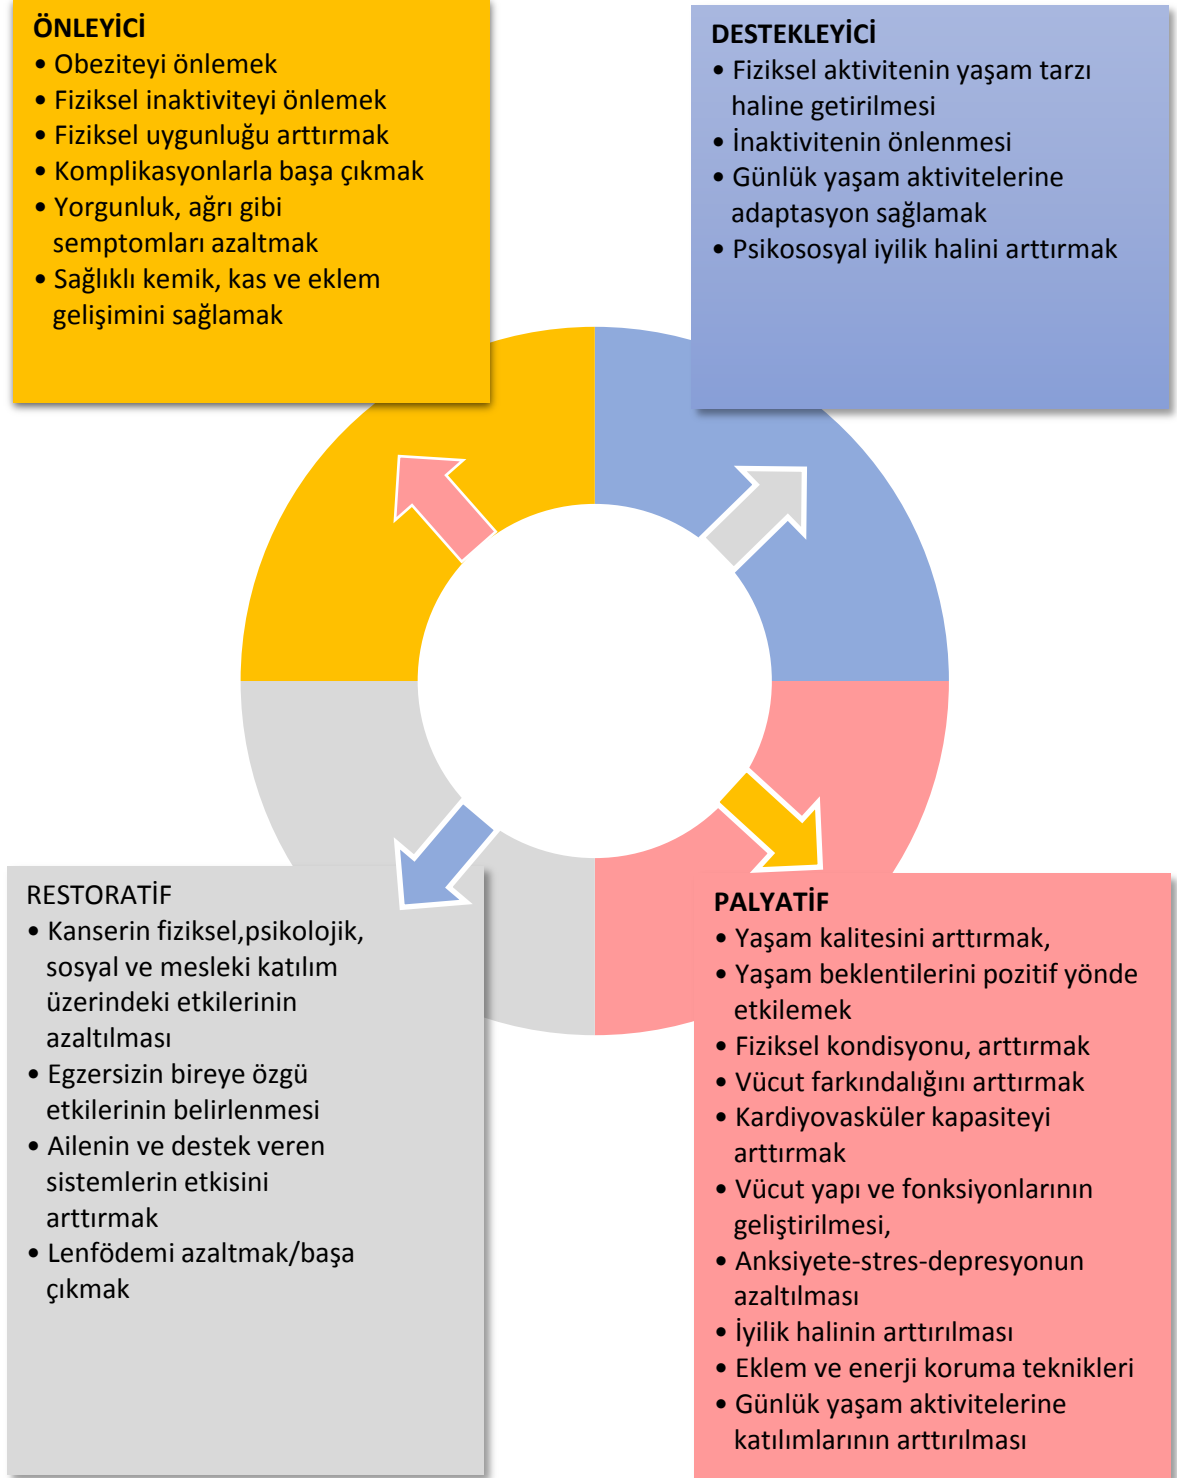 ÖNLEYİCİ
• Obeziteyi önlemek
• Fiziksel inaktiviteyi önlemek
• Fiziksel uygunluğu arttırmak
• Komplikasyonlarla başa çıkmak
• Yorgunluk, ağrı gibi
semptomları azaltmak
• Sağlıklı kemik, kas ve eklem
gelişimini sağlamak
DESTEKLEYİCİ
• Fiziksel aktivitenin yaşam tarzı
haline getirilmesi
• İnaktivitenin önlenmesi
• Günlük yaşam aktivitelerine
adaptasyon sağlamak
• Psikososyal iyilik halini arttırmak
RESTORATİF
• Kanserin fiziksel,psikolojik,
sosyal ve mesleki katılım
üzerindeki etkilerinin
azaltılması
• Egzersizin bireye özgü
etkilerinin belirlenmesi
• Ailenin ve destek veren
sistemlerin etkisini
arttırmak
• Lenfödemi azaltmak/başa
çıkmak
PALYATİF
• Yaşam kalitesini arttırmak,
• Yaşam beklentilerini pozitif yönde
etkilemek
• Fiziksel kondisyonu, arttırmak
• Vücut farkındalığını arttırmak
• Kardiyovasküler kapasiteyi
arttırmak
• Vücut yapı ve fonksiyonlarının
geliştirilmesi,
• Anksiyete-stres-depresyonun
azaltılması
• İyilik halinin arttırılması
• Eklem ve enerji koruma teknikleri
• Günlük yaşam aktivitelerine
katılımlarının arttırılması